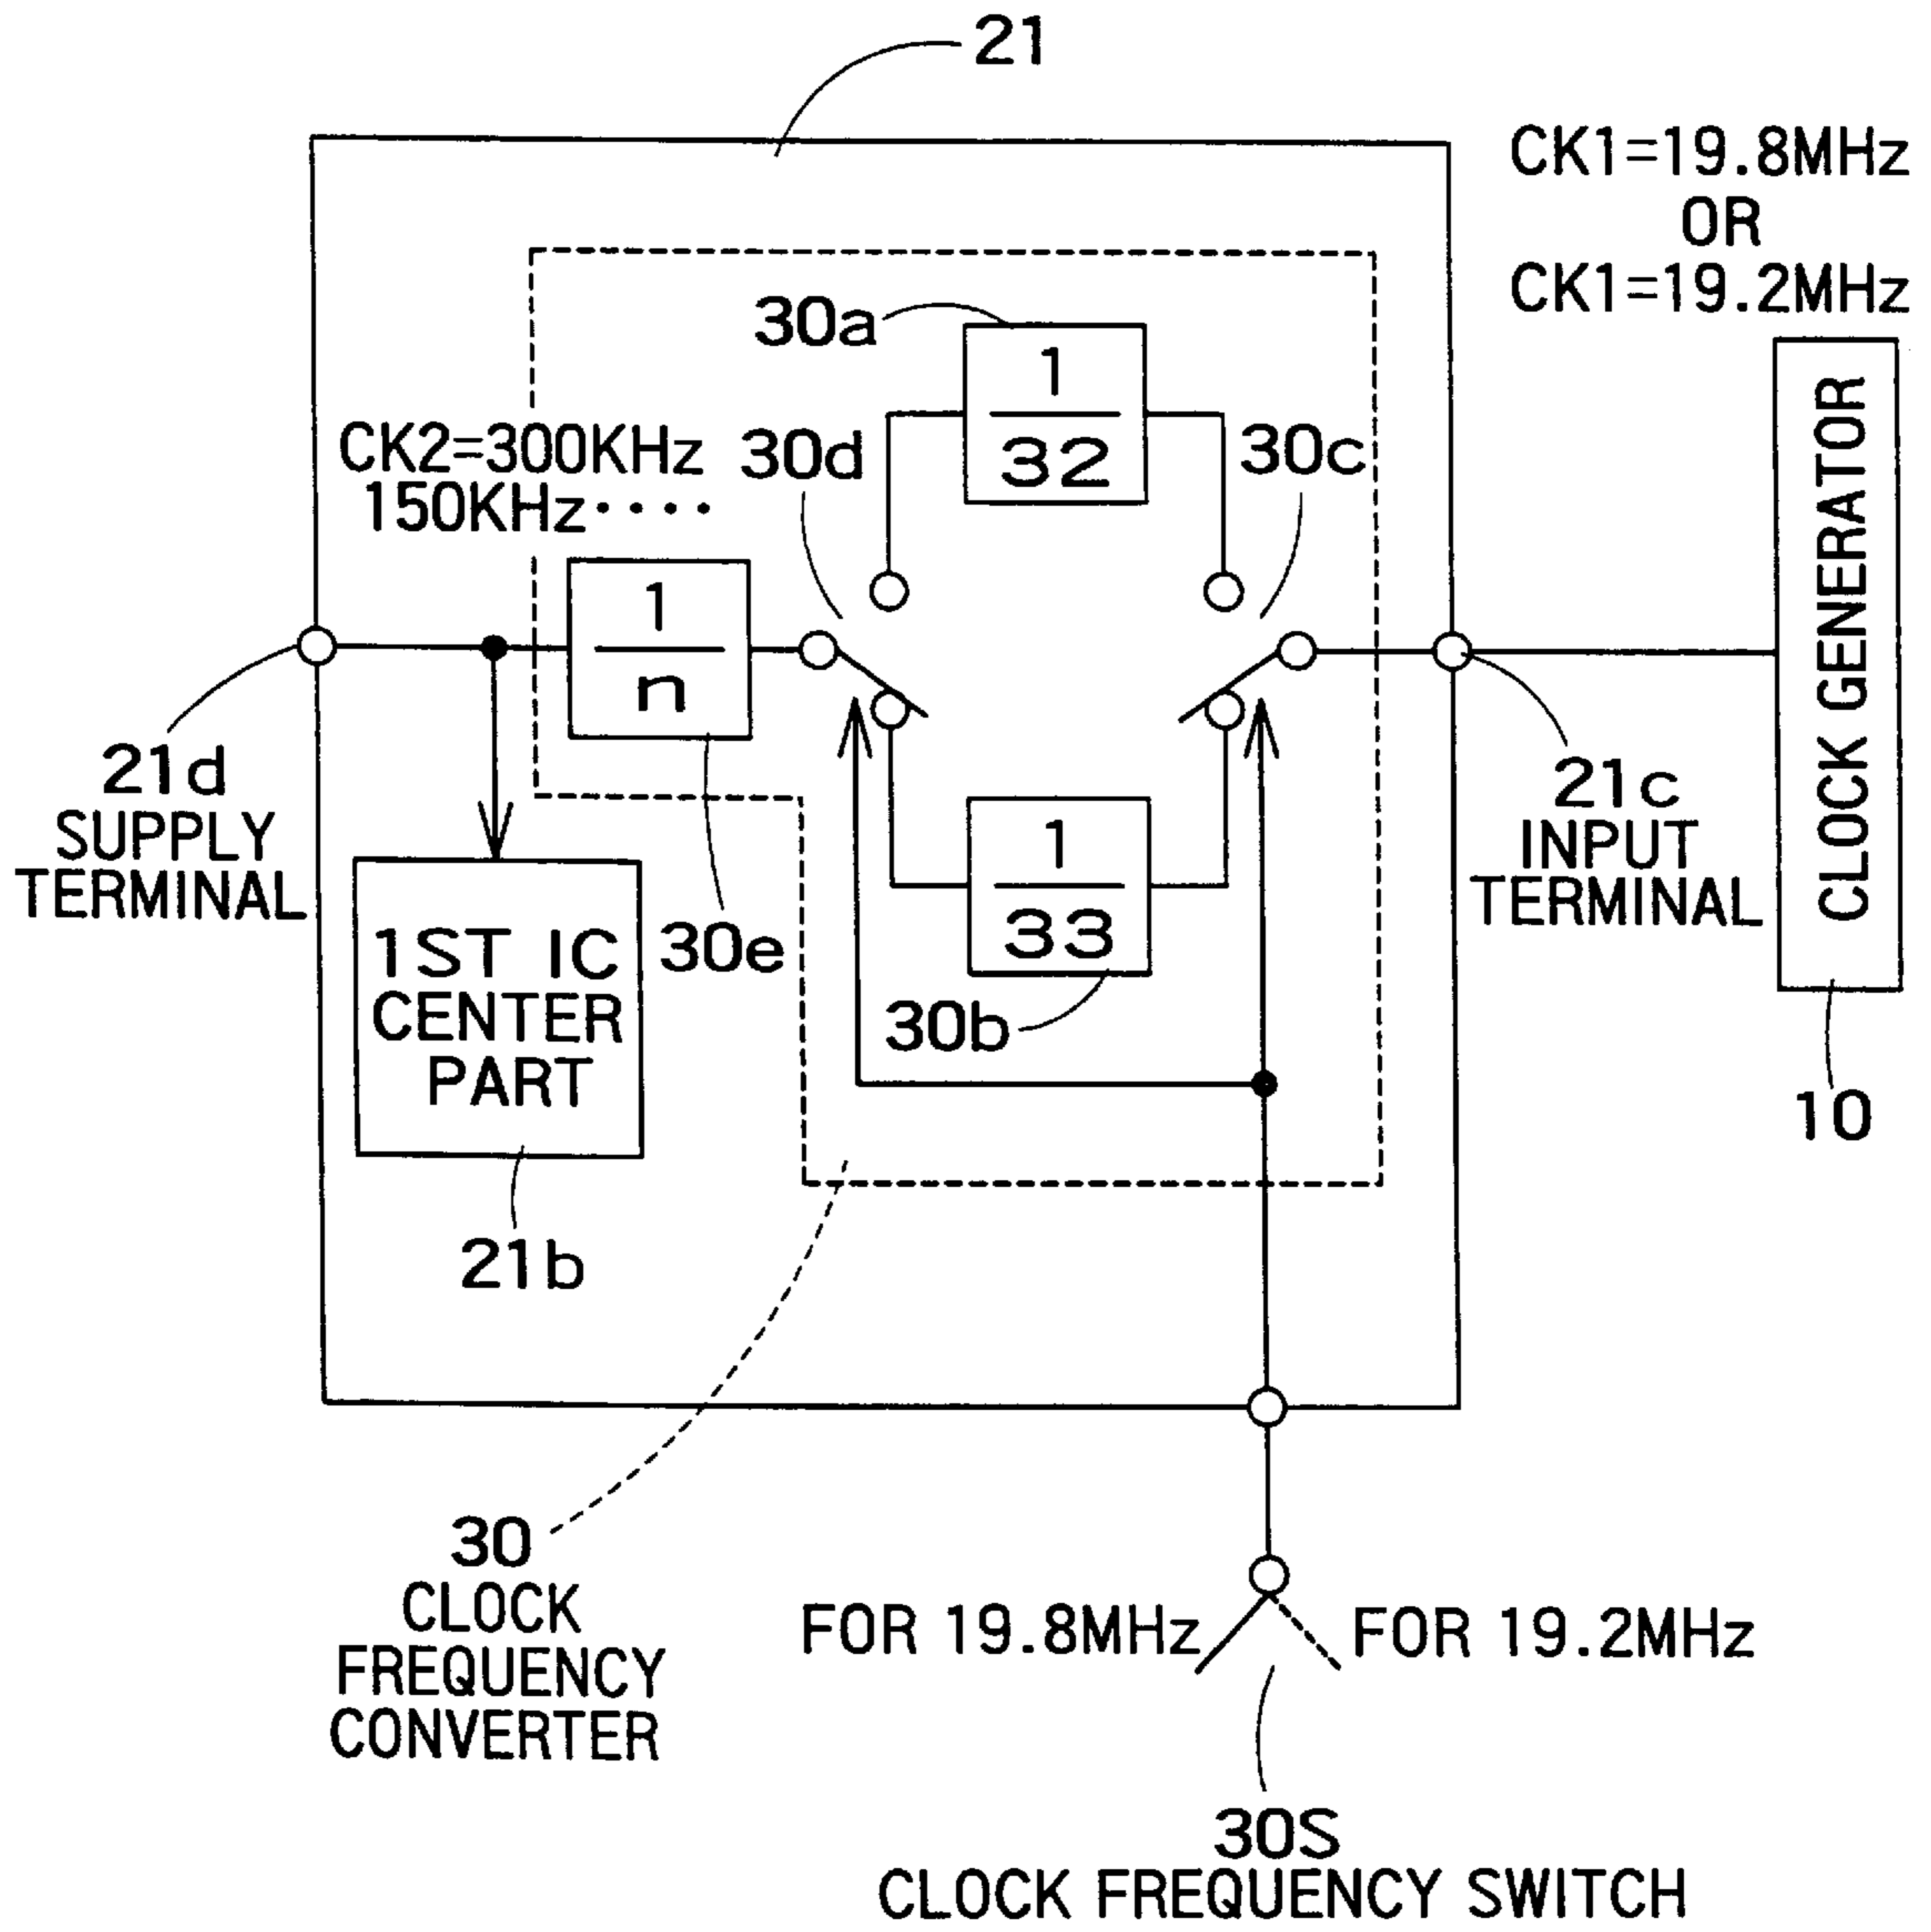 21
CK1=19.8MHz
OR
CK1=19.2MHz
30a
1
32
CK2=300KHz
150KHz····
30d
30c
CLOCK GENERATOR
1
n
21d
SUPPLY
TERMINAL
21c
INPUT
TERMINAL
1
33
30e
1ST IC
CENTER
PART
30b
10
21b
30
CLOCK
FREQUENCY
CONVERTER
FOR 19.8MHz
FOR 19.2MHz
30S
CLOCK FREQUENCY SWITCH